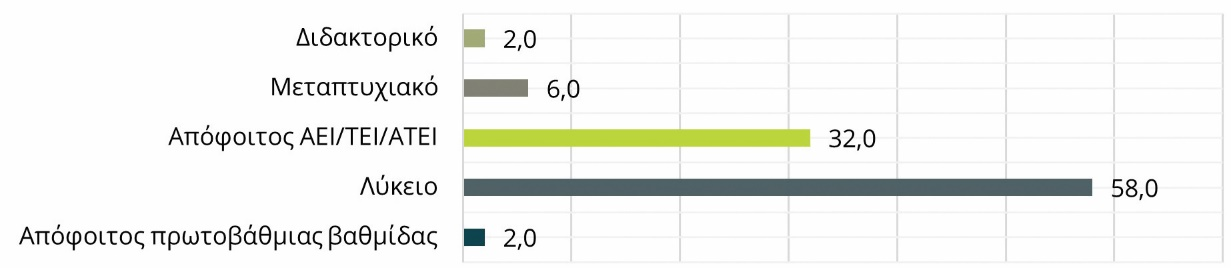 Διδακτορικό 2,0
Μεταπτυχιακό 6,0
Απόφοιτος ΑΕΙ/ΤΕΙ/ΑΤΕΙ 32,0
Λύκειο 58,0
Απόφοιτος πρωτοβάθμιας βαθμίδας 2,0